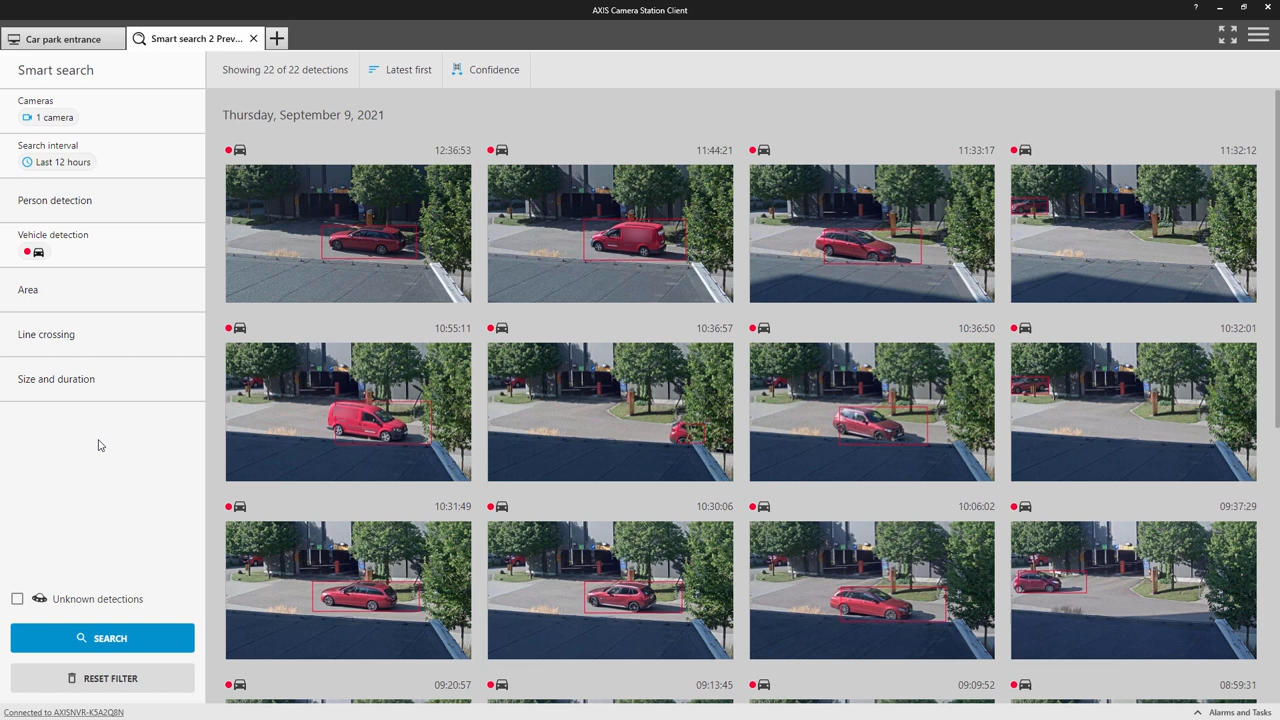 AXIS Camera Station Client
?
Car park entrance
Smart search 2 Prev...
Smart search
Showing 22 of 22 detections
Latest first
Confidence
Cameras
1 camera
Search interval
Last 12 hours
Person detection
Vehicle detection
Area
Line crossing
Size and duration
Unknown detections
SEARCH
RESET FILTER
Thursday, September 9, 2021
12:36:53
11:44:21
11:33:17
11:32:12
10:55:11
10:36:57
10:36:50
10:32:01
10:31:49
10:30:06
10:06:02
09:37:29
09:20:57
09:13:45
09:09:52
08:59:31
Connected to AXISNVR-K5A2Q8N
Alarms and Tasks